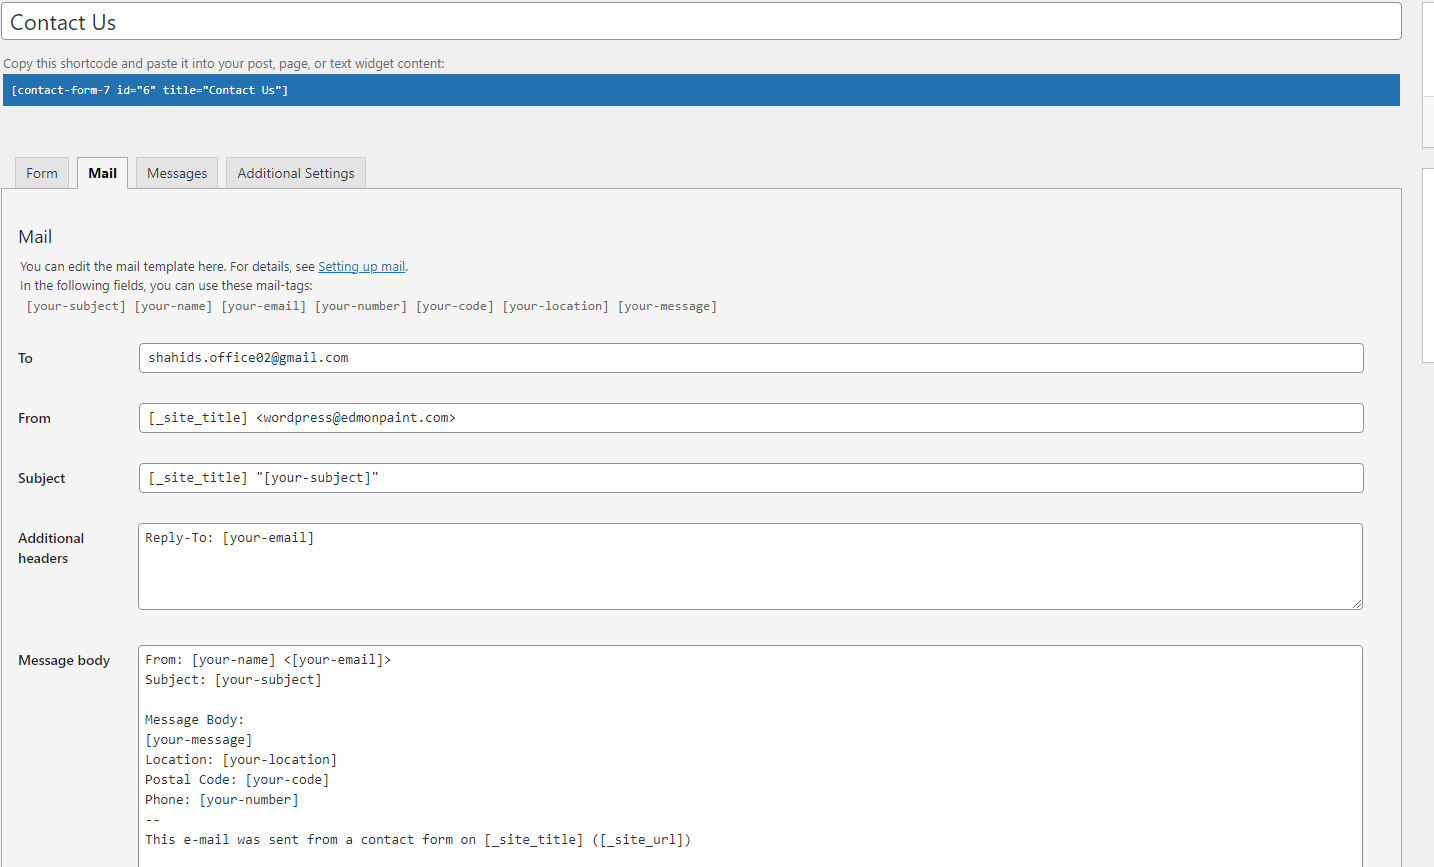 Contact Us
Copy this shortcode and paste it into your post, page, or text widget content:
[contact-form-7 id="6" title="Contact Us"]
Form
Mail
Messages
Additional Settings
Mail
You can edit the mail template here. For details, see Setting up mail.
In the following fields, you can use these mail-tags:
[your-subject] [your-name] [your-email] [your-number] [your-code] [your-location] [your-message]
To
shahids.office02@gmail.com
From
[_site_title] <wordpress@edmonpaint.com>
Subject
[_site_title] "[your-subject]"
Additional
headers
Reply-To: [your-email]
Message body
From: [your-name] <[your-email]>
Subject: [your-subject]
Message Body:
[your-message]
Location: [your-location]
Postal Code: [your-code]
Phone: [your-number]
--
This e-mail was sent from a contact form on [_site_title] ([_site_url])